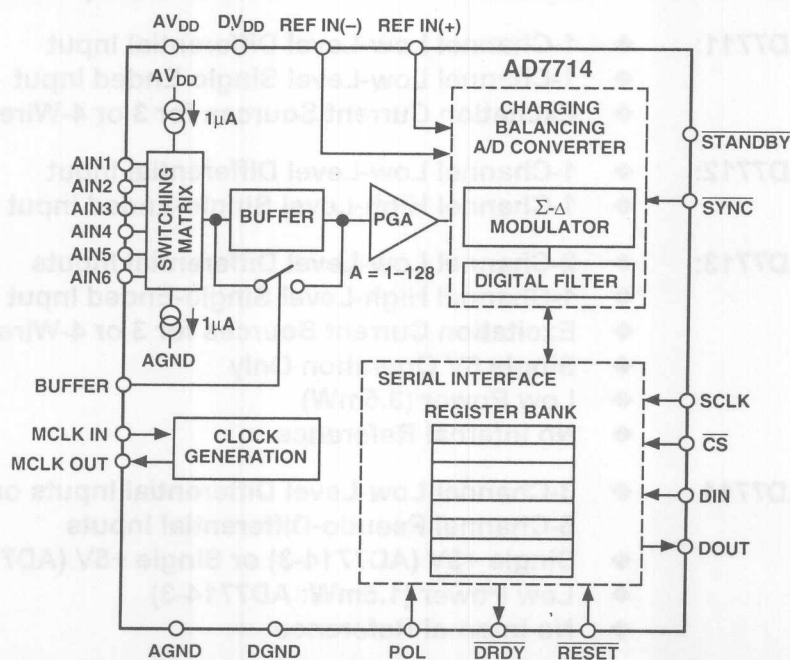 AVDD DVDD REF IN(–) REF IN(+)
AD7714
AVDD
1μA
CHARGING
BALANCING
A/D CONVERTER
STANDBY
AIN1
AIN2
AIN3
AIN4
AIN5
SWITCHING
MATRIX
BUFFER
PGA
Σ-Δ
MODULATOR
SYNC
A = 1–128
DIGITAL FILTER
1μA
AGND
BUFFER
SERIAL INTERFACE
REGISTER BANK
SCLK
MCLK IN
MCLK OUT
CLOCK
GENERATION
CS
DIN
DOUT
AGND DGND POL DRDY RESET